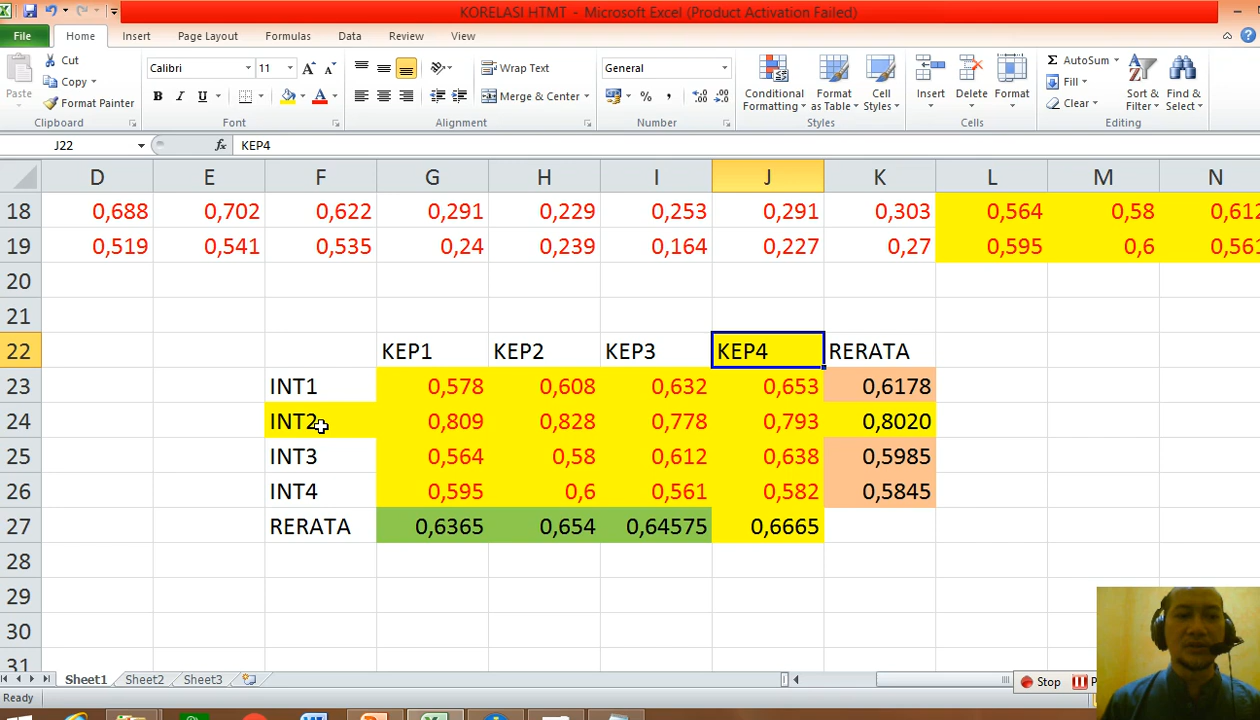 KORELASI HTMT - Microsoft Excel (Product Activation Failed)
File Home Insert Page Layout Formulas Data Review View
Paste
Cut
Copy
Format Painter
Clipboard
Calibri 11
B I U
Font
Wrap Text
Merge & Center
Alignment
General
%
Number
Conditional Formatting
Format as Table
Cell Styles
Styles
Insert Delete Format
Cells
Σ AutoSum
Fill
Clear
Sort & Filter
Find & Select
Editing
J22 fx KEP4
D E F G H I J K L M N
18 0,688 0,702 0,622 0,291 0,229 0,253 0,291 0,303 0,564 0,58 0,612
19 0,519 0,541 0,535 0,24 0,239 0,164 0,227 0,27 0,595 0,6 0,561
20
21
22 KEP1 KEP2 KEP3 KEP4 RERATA
23 INT1 0,578 0,608 0,632 0,653 0,6178
24 INT2 0,809 0,828 0,778 0,793 0,8020
25 INT3 0,564 0,58 0,612 0,638 0,5985
26 INT4 0,595 0,6 0,561 0,582 0,5845
27 RERATA 0,6365 0,654 0,64575 0,6665
28
29
30
31
Sheet1 Sheet2 Sheet3
Stop
Ready